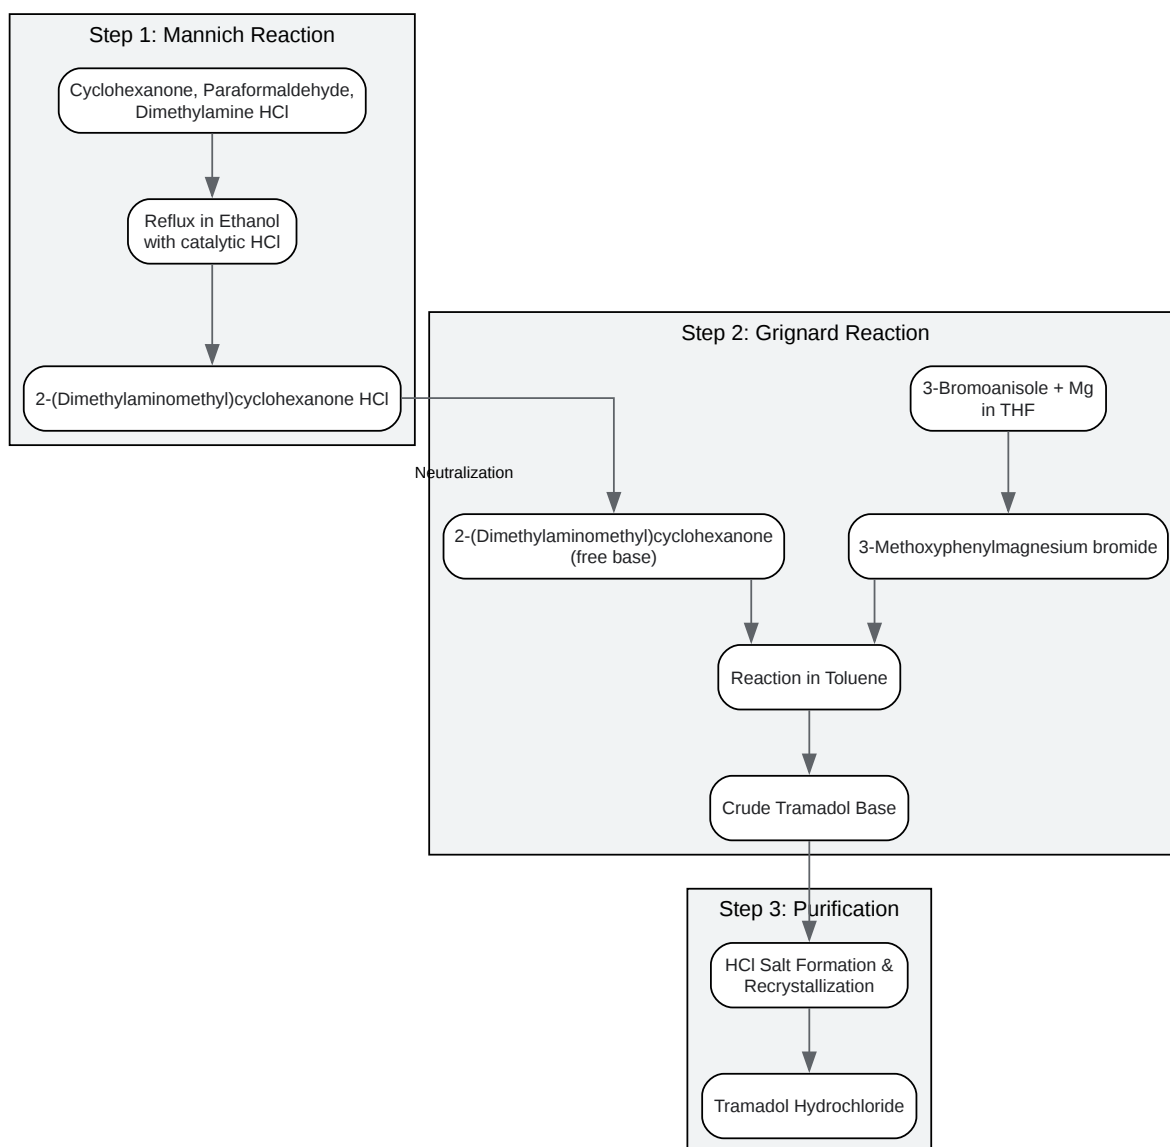 Step 1: Mannich Reaction
Cyclohexanone, Paraformaldehyde,
Dimethylamine HCl
Reflux in Ethanol
with catalytic HCl
2-(Dimethylaminomethyl)cyclohexanone HCl
Neutralization
Step 2: Grignard Reaction
3-Bromoanisole + Mg
in THF
2-(Dimethylaminomethyl)cyclohexanone
(free base)
3-Methoxyphenylmagnesium bromide
Reaction in Toluene
Crude Tramadol Base
Step 3: Purification
HCl Salt Formation &
Recrystallization
Tramadol Hydrochloride